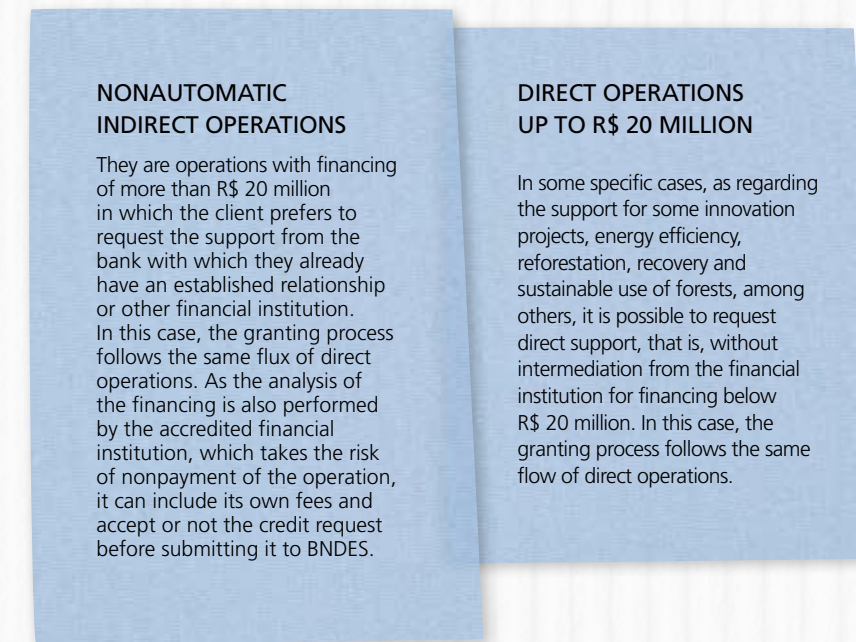 NONAUTOMATIC
INDIRECT OPERATIONS
They are operations with financing
of more than R$ 20 million
in which the client prefers to
request the support from the
bank with which they already
have an established relationship
or other financial institution.
In this case, the granting process
follows the same flux of direct
operations. As the analysis of
the financing is also performed
by the accredited financial
institution, which takes the risk
of nonpayment of the operation,
it can include its own fees and
accept or not the credit request
before submitting it to BNDES.
DIRECT OPERATIONS
UP TO R$ 20 MILLION
In some specific cases, as regarding
the support for some innovation
projects, energy efficiency,
reforestation, recovery and
sustainable use of forests, among
others, it is possible to request
direct support, that is, without
intermediation from the financial
institution for financing below
R$ 20 million. In this case, the
granting process follows the same
flow of direct operations.